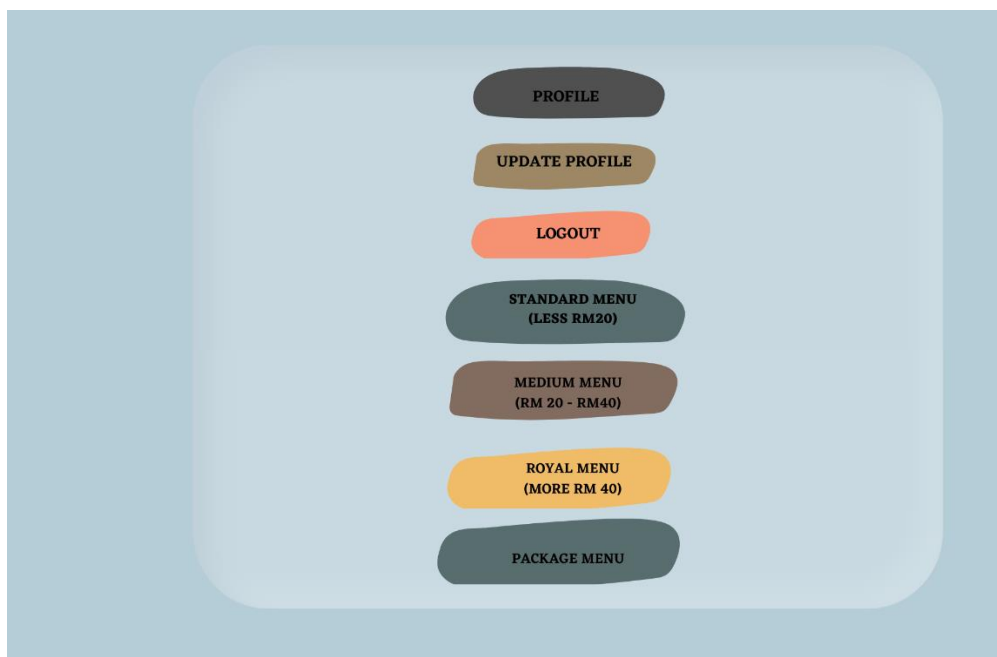 PROFILE
UPDATE PROFILE
LOGOUT
STANDARD MENU
(LESS RM20)
MEDIUM MENU
(RM 20 - RM40)
ROYAL MENU
(MORE RM 40)
PACKAGE MENU